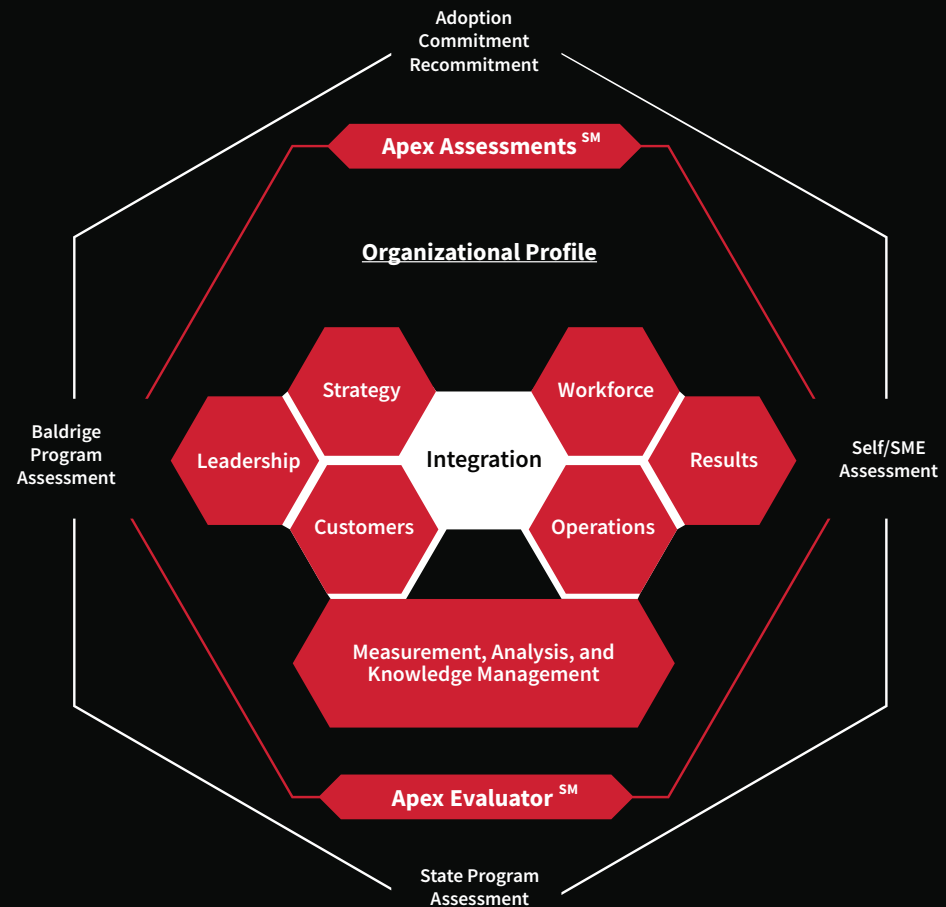 Adoption
Commitment
Recommitment
Apex Assessments SM
Organizational Profile
Strategy
Workforce
Baldrige
Program
Assessment
Leadership
Integration
Results
Self/SME
Assessment
Customers
Operations
Measurement, Analysis, and
Knowledge Management
Apex Evaluator SM
State Program
Assessment